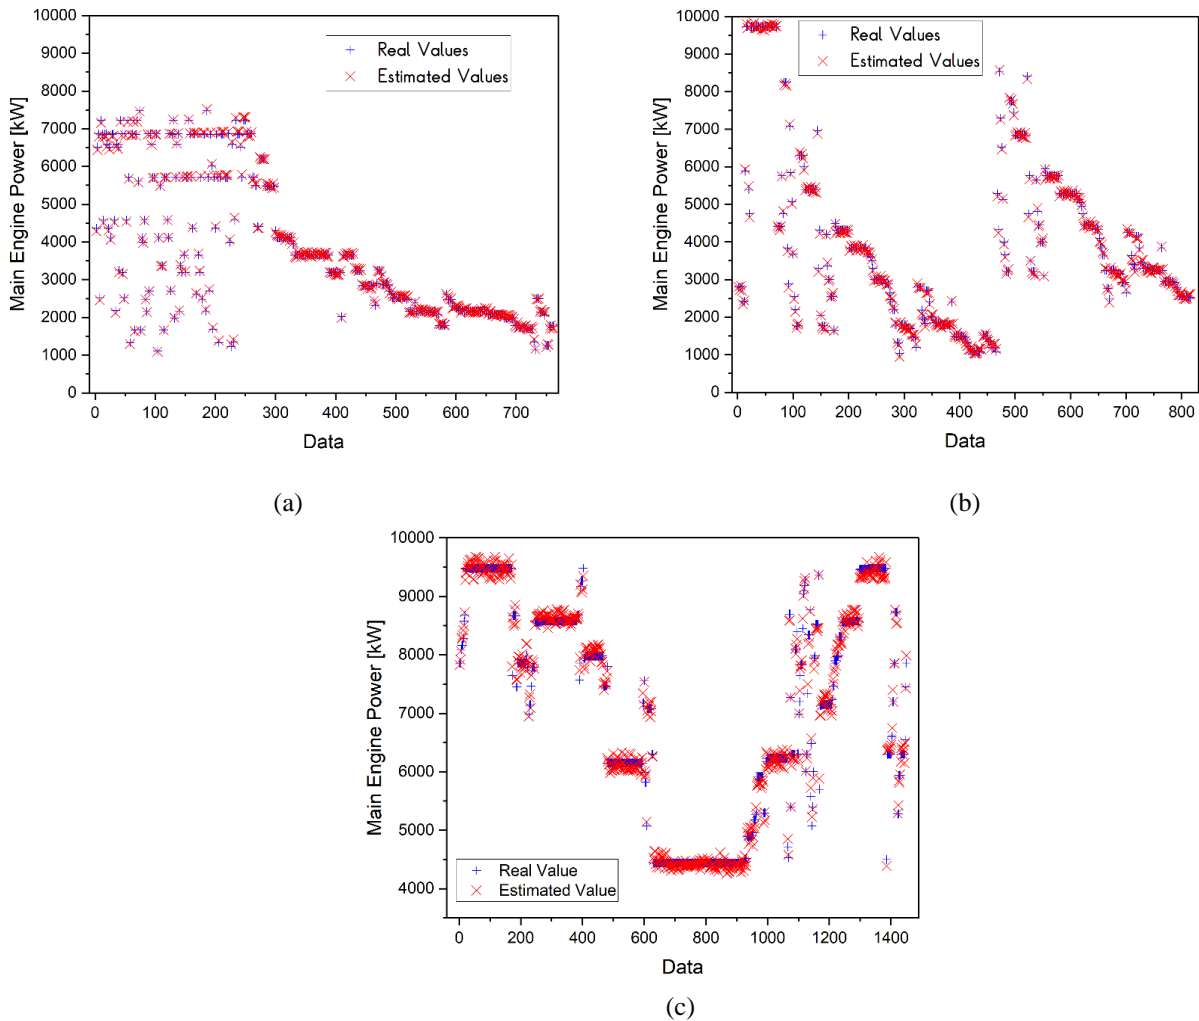 10000
9000
8000
7000
6000
5000
4000
3000
2000
1000
0
Main Engine Power [kW]
Real Values
Estimated Values
0 100 200 300 400 500 600 700
Data
(a)
10000
9000
8000
7000
6000
5000
4000
3000
2000
1000
0
Main Engine Power [kW]
Real Values
Estimated Values
0 100 200 300 400 500 600 700 800
Data
(b)
10000
9000
8000
7000
6000
5000
4000
Main Engine Power [kW]
Real Value
Estimated Value
0 200 400 600 800 1000 1200 1400
Data
(c)